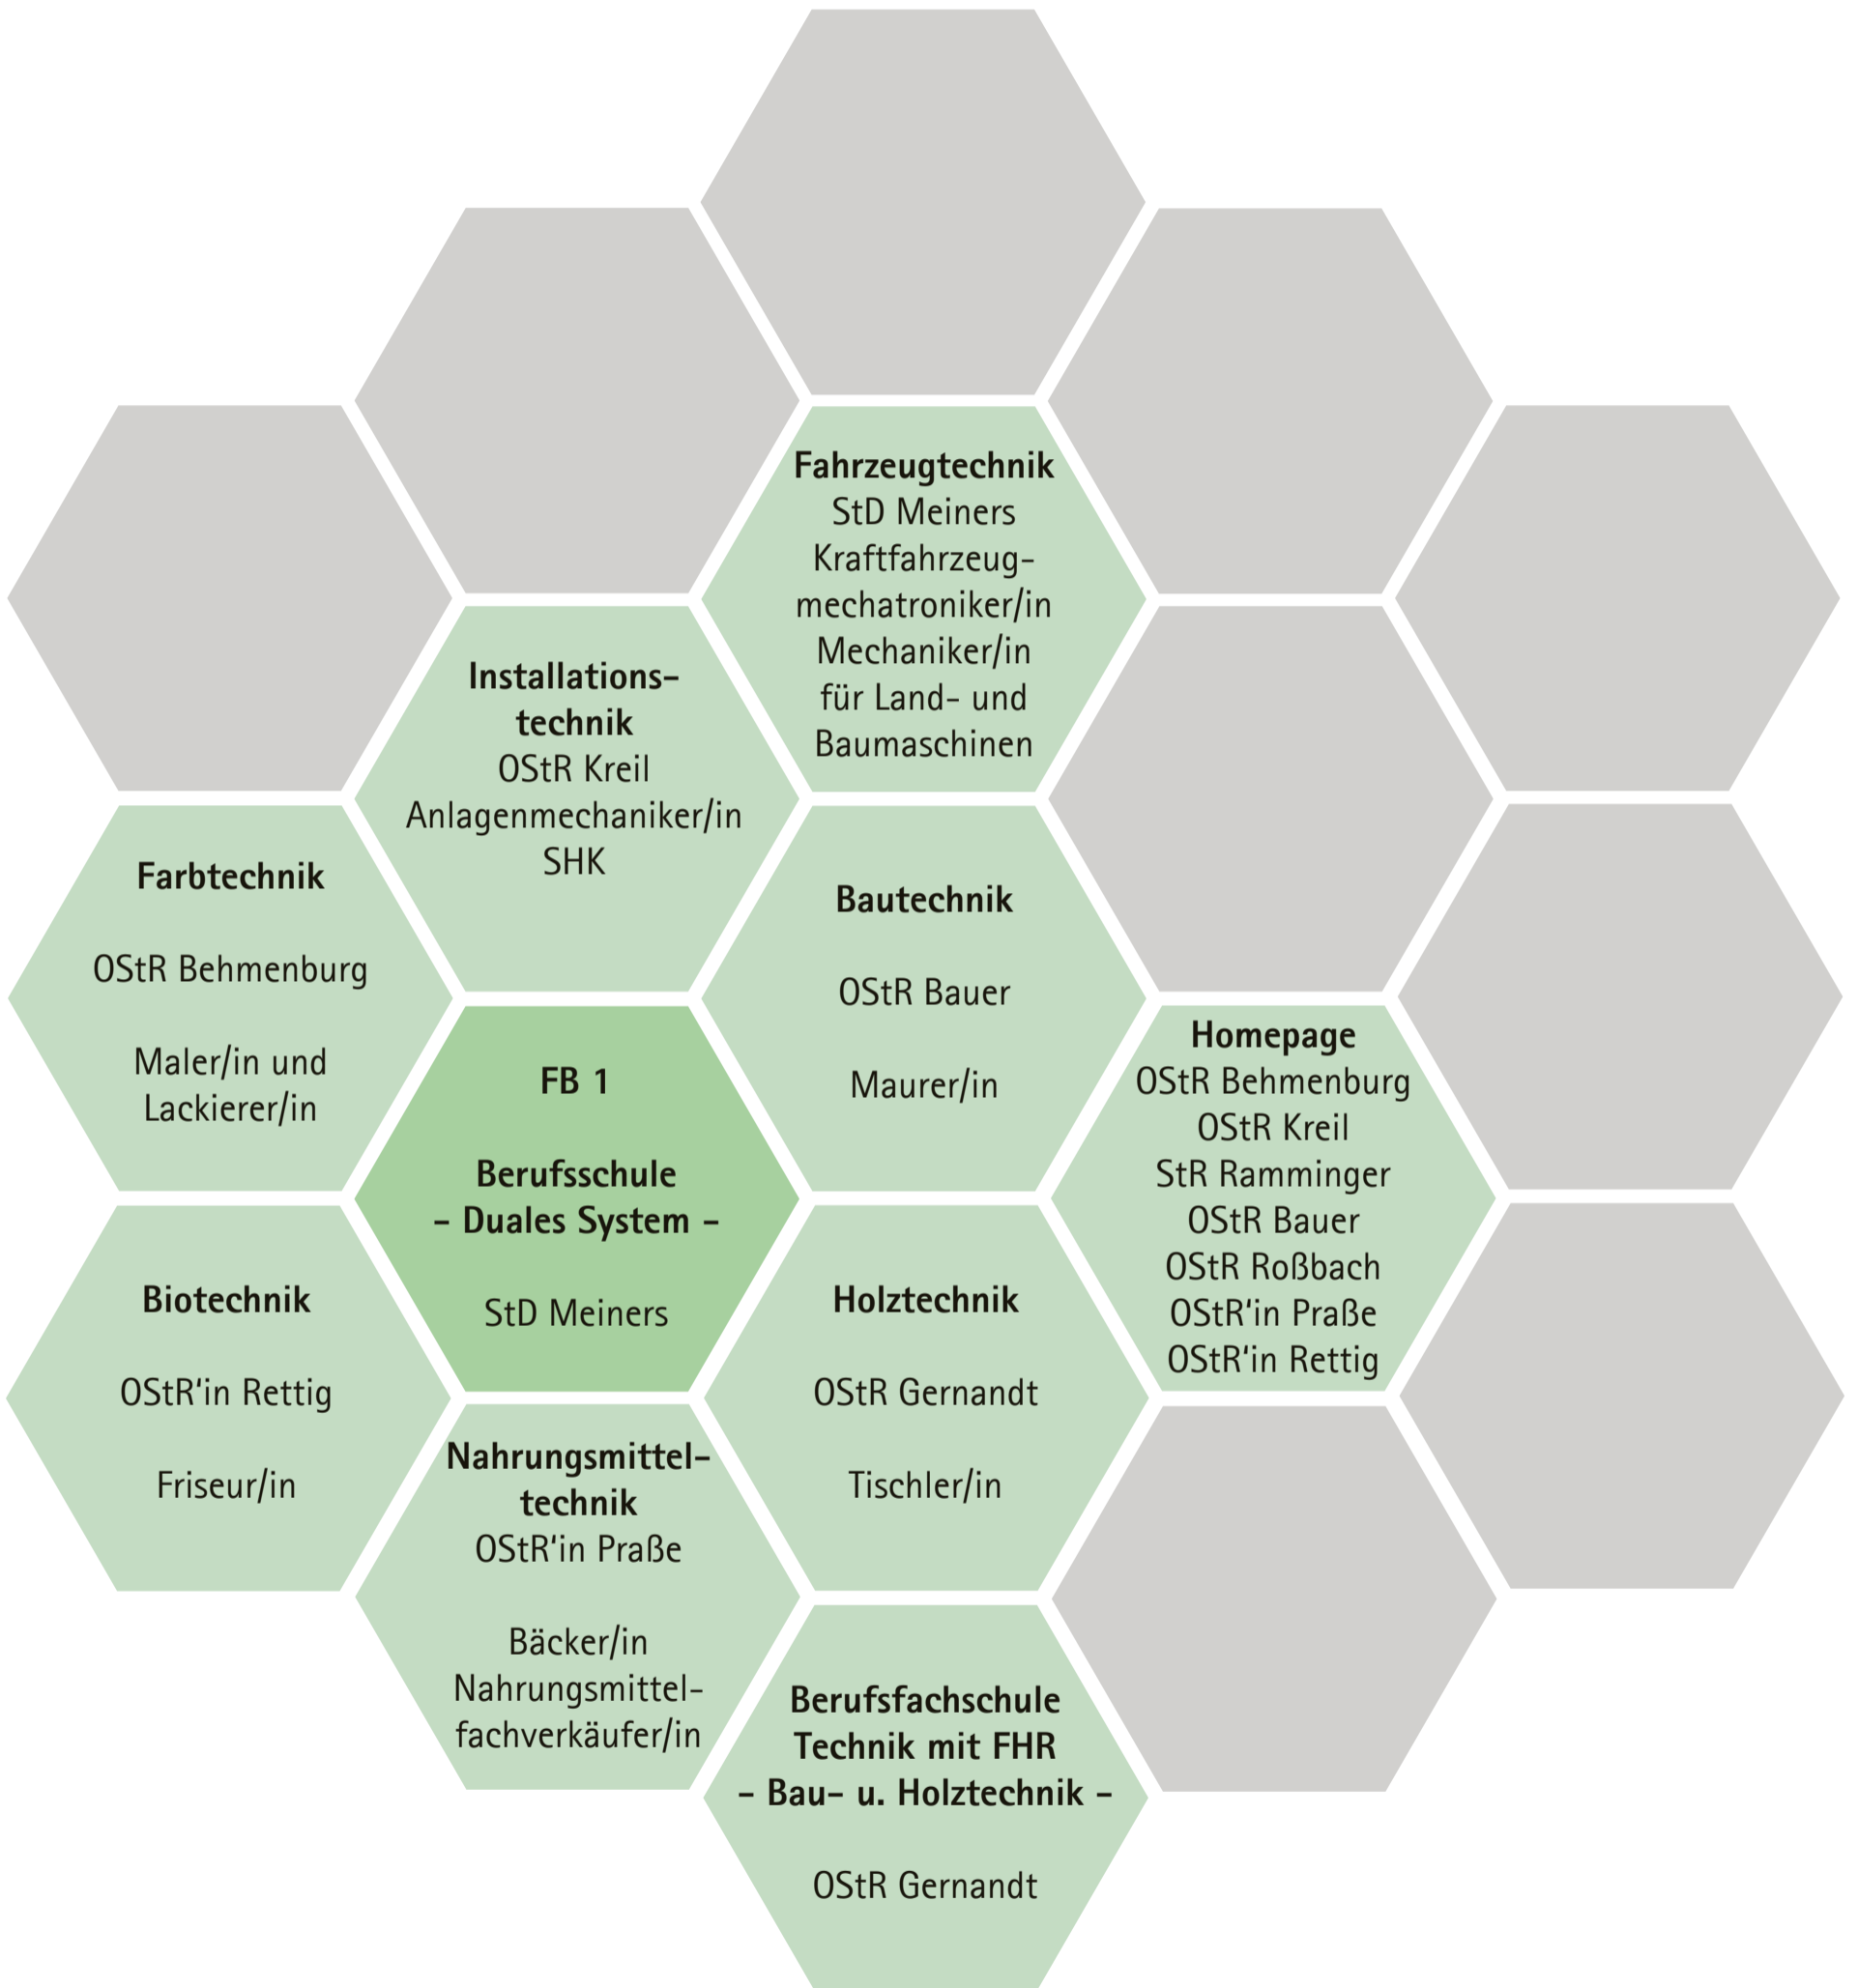 Fahrzeugtechnik
StD Meiners
Kraftfahrzeug-
mechatroniker/in
Mechaniker/in
für Land- und
Baumaschinen
Installations-
technik
OStR Kreil
Anlagenmechaniker/in
SHK
Farbtechnik
OStR Behmenburg
Maler/in und
Lackierer/in
Bautechnik
OStR Bauer
Maurer/in
FB 1
Berufsschule
- Duales System -
StD Meiners
Homepage
OStR Behmenburg
OStR Kreil
StR Ramminger
OStR Bauer
OStR Roßbach
OStR‘in Praße
OStR‘in Rettig
Biotechnik
OStR‘in Rettig
Friseur/in
Holztechnik
OStR Gernandt
Tischler/in
Nahrungsmittel-
technik
OStR‘in Praße
Bäcker/in
Nahrungsmittel-
fachverkäufer/in
Berufsfachschule
Technik mit FHR
- Bau- u. Holztechnik -
OStR Gernandt